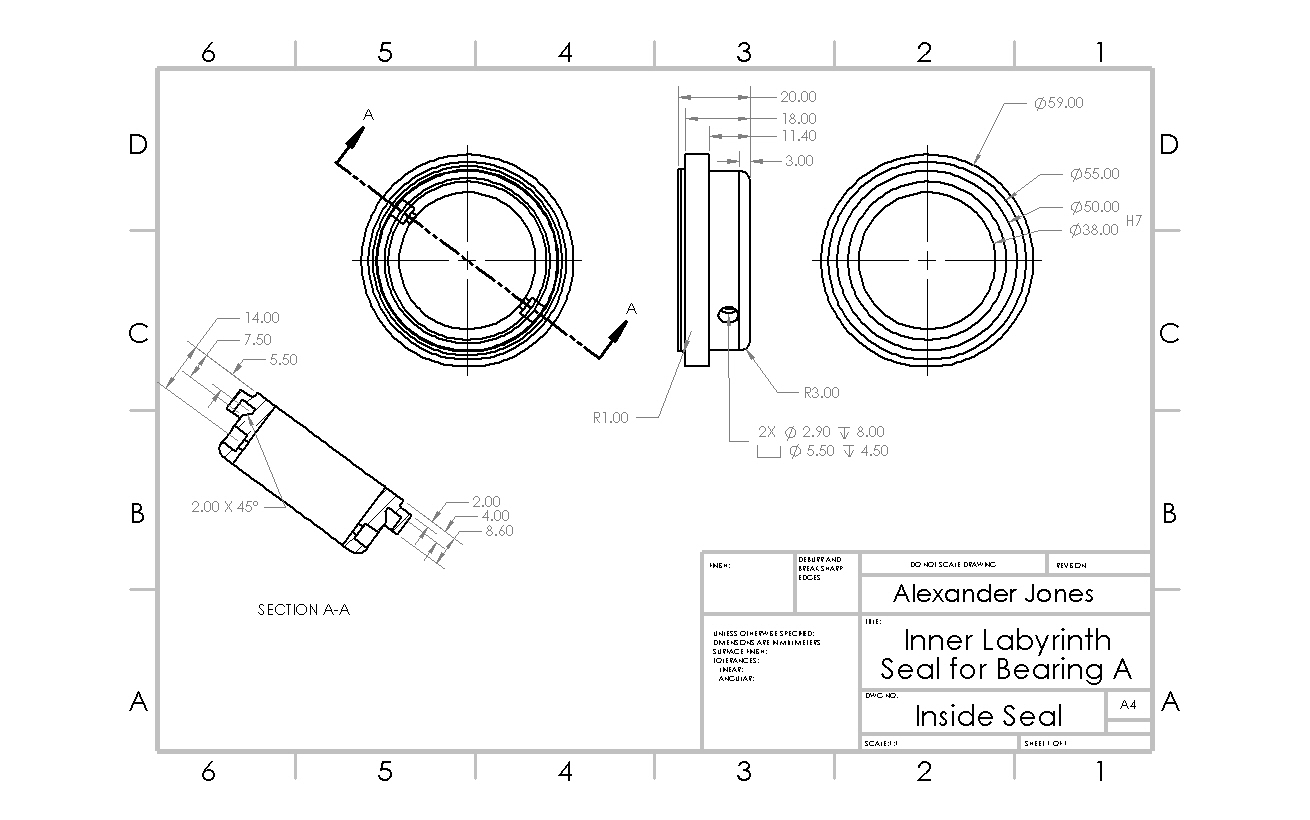 6 5 4 3 2 1
D
D
C
C
B
B
A
A
A
A
20.00
18.00
11.40
3.00
⌀59.00
⌀55.00
⌀50.00
⌀38.00 H7
14.00
7.50
5.50
R3.00
R1.00
2X ⌀ 2.90 ↧ 8.00
⌴ ⌀ 5.50 ↧ 4.50
2.00 X 45°
2.00
4.00
8.60
SECTION A-A
FINISH:
DEBURR AND
BREAK SHARP
EDGES
DO NOT SCALE DRAWING
REVISION
Alexander Jones
UNLESS OTHERWISE SPECIFIED:
DIMENSIONS ARE IN MILLIMETERS
SURFACE FINISH:
TOLERANCES:
LINEAR:
ANGULAR:
TITLE:
Inner Labyrinth
Seal for Bearing A
DWG NO.
Inside Seal
A4
SCALE:1:1
SHEET 1 OF 1
6 5 4 3 2 1